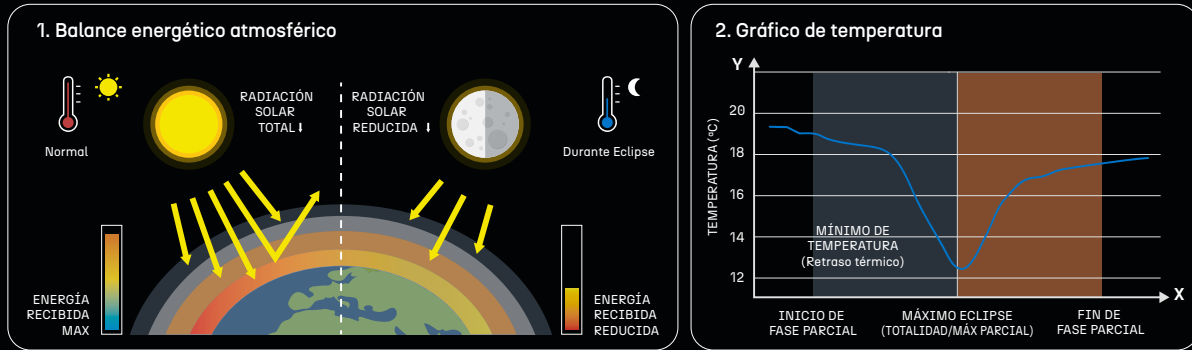 1. Balance energético atmosférico
Normal
RADIACIÓN
SOLAR
TOTAL
RADIACIÓN
SOLAR
REDUCIDA
Durante Eclipse
ENERGÍA
RECIBIDA
MAX
ENERGÍA
RECIBIDA
REDUCIDA
2. Gráfico de temperatura
Y
TEMPERATURA (ºC)
20
18
16
14
12
MÍNIMO DE
TEMPERATURA
(Retraso térmico)
X
INICIO DE
FASE PARCIAL
MÁXIMO ECLIPSE
(TOTALIDAD/MÁX PARCIAL)
FIN DE
FASE PARCIAL